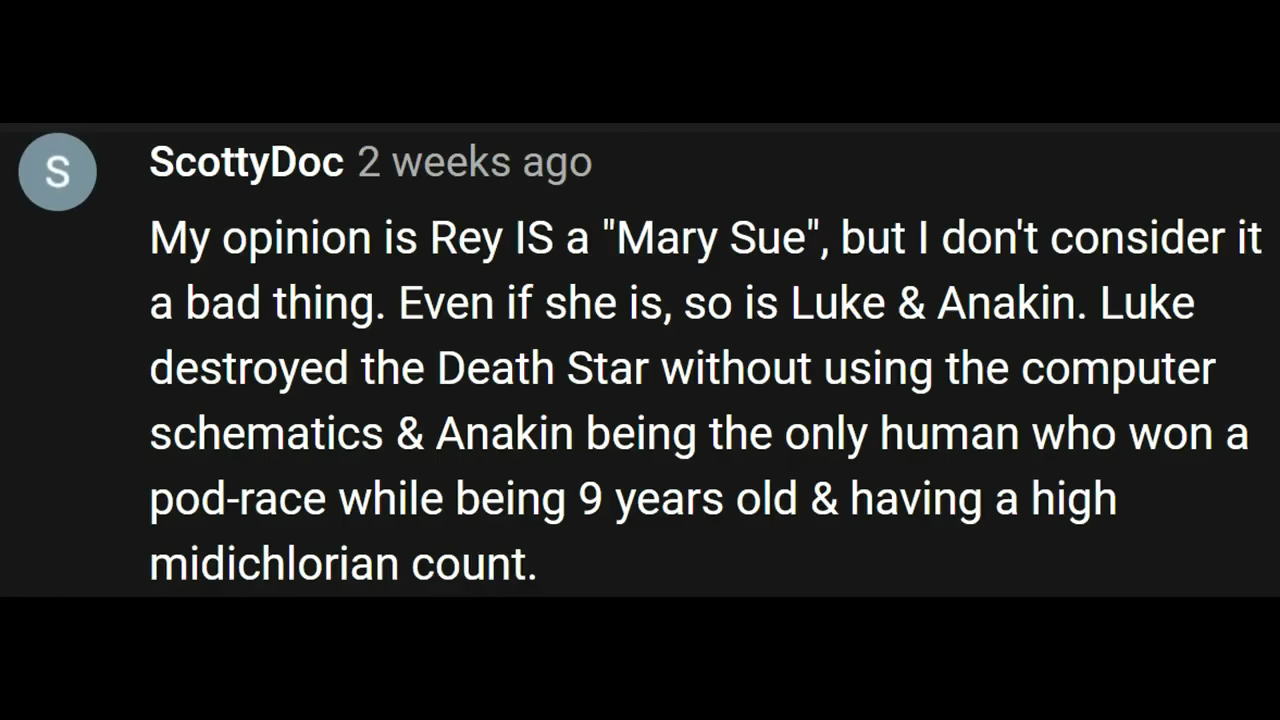 S
ScottyDoc 2 weeks ago
My opinion is Rey IS a "Mary Sue", but I don't consider it
a bad thing. Even if she is, so is Luke & Anakin. Luke
destroyed the Death Star without using the computer
schematics & Anakin being the only human who won a
pod-race while being 9 years old & having a high
midichlorian count.